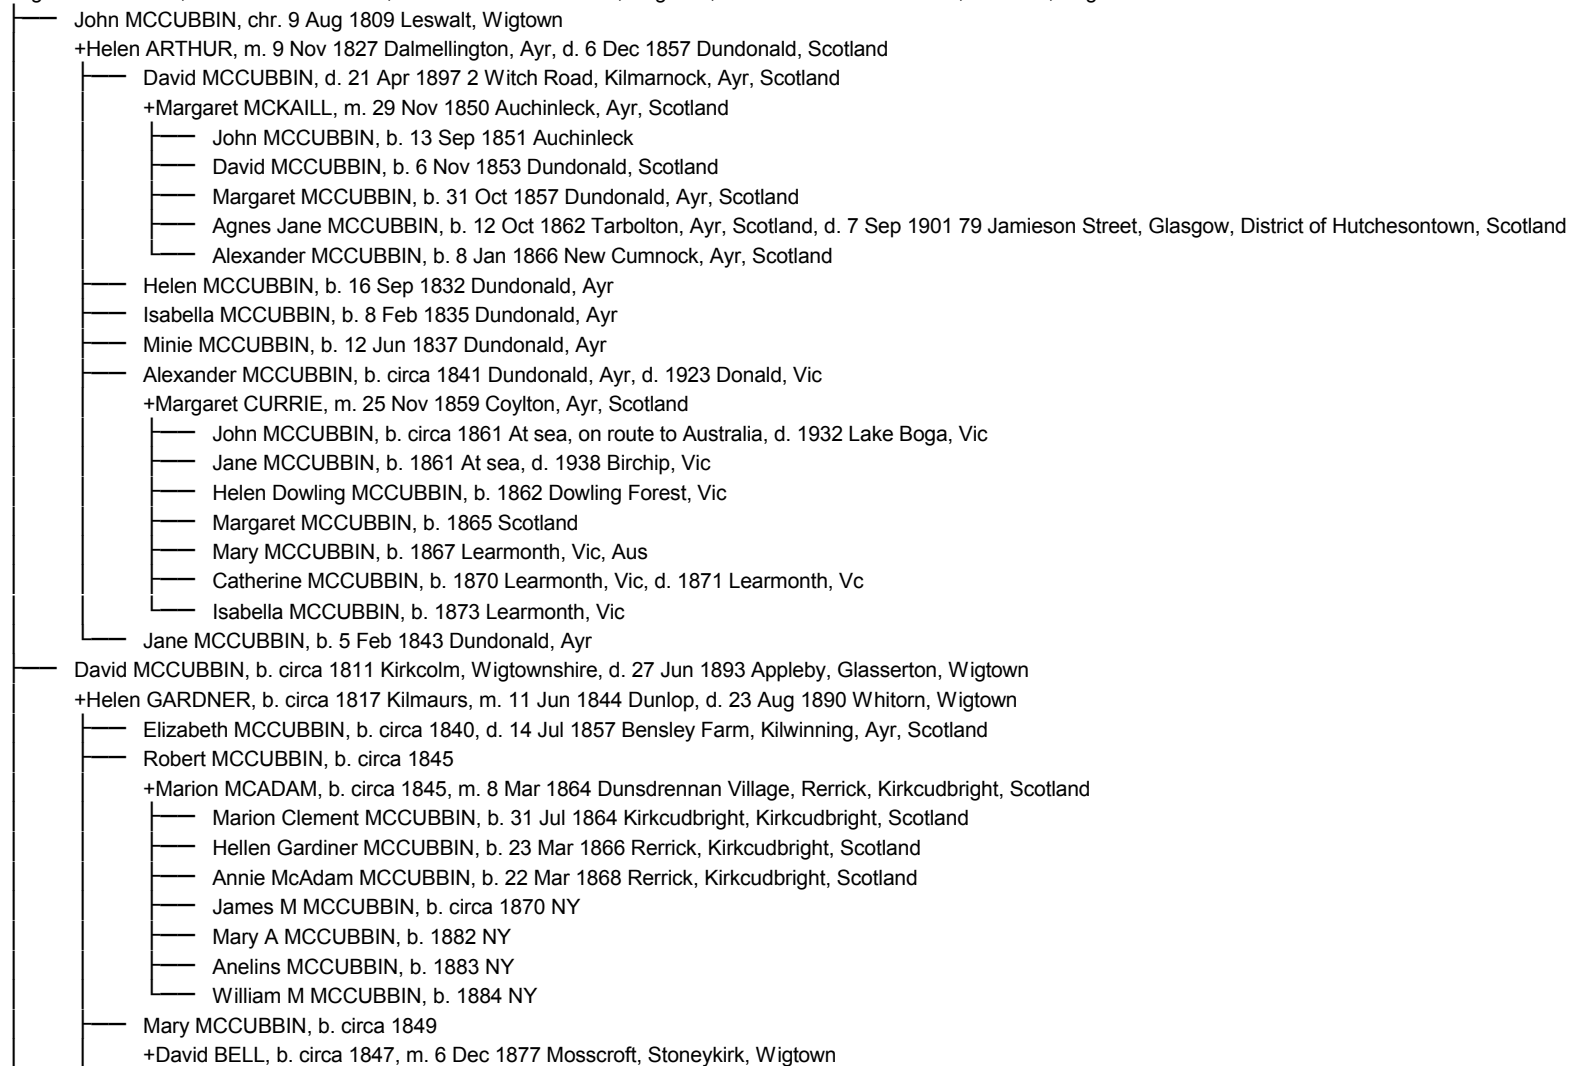 John MCCUBBIN, chr. 9 Aug 1809 Leswalt, Wigtown
+Helen ARTHUR, m. 9 Nov 1827 Dalmellington, Ayr, d. 6 Dec 1857 Dundonald, Scotland
David MCCUBBIN, d. 21 Apr 1897 2 Witch Road, Kilmarnock, Ayr, Scotland
+Margaret MCKAILL, m. 29 Nov 1850 Auchinleck, Ayr, Scotland
John MCCUBBIN, b. 13 Sep 1851 Auchinleck
David MCCUBBIN, b. 6 Nov 1853 Dundonald, Scotland
Margaret MCCUBBIN, b. 31 Oct 1857 Dundonald, Ayr, Scotland
Agnes Jane MCCUBBIN, b. 12 Oct 1862 Tarbolton, Ayr, Scotland, d. 7 Sep 1901 79 Jamieson Street, Glasgow, District of Hutchesontown, Scotland
Alexander MCCUBBIN, b. 8 Jan 1866 New Cumnock, Ayr, Scotland
Helen MCCUBBIN, b. 16 Sep 1832 Dundonald, Ayr
Isabella MCCUBBIN, b. 8 Feb 1835 Dundonald, Ayr
Minie MCCUBBIN, b. 12 Jun 1837 Dundonald, Ayr
Alexander MCCUBBIN, b. circa 1841 Dundonald, Ayr, d. 1923 Donald, Vic
+Margaret CURRIE, m. 25 Nov 1859 Coylton, Ayr, Scotland
John MCCUBBIN, b. circa 1861 At sea, on route to Australia, d. 1932 Lake Boga, Vic
Jane MCCUBBIN, b. 1861 At sea, d. 1938 Birchip, Vic
Helen Dowling MCCUBBIN, b. 1862 Dowling Forest, Vic
Margaret MCCUBBIN, b. 1865 Scotland
Mary MCCUBBIN, b. 1867 Learmonth, Vic, Aus
Catherine MCCUBBIN, b. 1870 Learmonth, Vic, d. 1871 Learmonth, Vc
Isabella MCCUBBIN, b. 1873 Learmonth, Vic
Jane MCCUBBIN, b. 5 Feb 1843 Dundonald, Ayr
David MCCUBBIN, b. circa 1811 Kirkcolm, Wigtownshire, d. 27 Jun 1893 Appleby, Glasserton, Wigtown
+Helen GARDNER, b. circa 1817 Kilmaurs, m. 11 Jun 1844 Dunlop, d. 23 Aug 1890 Whitorn, Wigtown
Elizabeth MCCUBBIN, b. circa 1840, d. 14 Jul 1857 Bensley Farm, Kilwinning, Ayr, Scotland
Robert MCCUBBIN, b. circa 1845
+Marion MCADAM, b. circa 1845, m. 8 Mar 1864 Dunsdrennan Village, Rerrick, Kirkcudbright, Scotland
Marion Clement MCCUBBIN, b. 31 Jul 1864 Kirkcudbright, Kirkcudbright, Scotland
Hellen Gardiner MCCUBBIN, b. 23 Mar 1866 Rerrick, Kirkcudbright, Scotland
Annie McAdam MCCUBBIN, b. 22 Mar 1868 Rerrick, Kirkcudbright, Scotland
James M MCCUBBIN, b. circa 1870 NY
Mary A MCCUBBIN, b. 1882 NY
Anelins MCCUBBIN, b. 1883 NY
William M MCCUBBIN, b. 1884 NY
Mary MCCUBBIN, b. circa 1849
+David BELL, b. circa 1847, m. 6 Dec 1877 Mosscroft, Stoneykirk, Wigtown